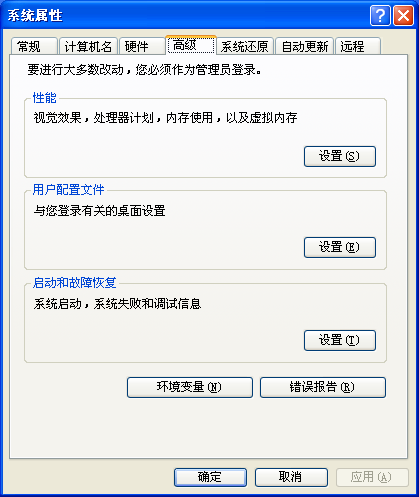 系统属性
常规 计算机名 硬件 高级 系统还原 自动更新 远程
要进行大多数改动，您必须作为管理员登录。
性能
视觉效果，处理器计划，内存使用，以及虚拟内存
设置(S)
用户配置文件
与您登录有关的桌面设置
设置(E)
启动和故障恢复
系统启动，系统失败和调试信息
设置(T)
环境变量(N) 错误报告(R)
确定 取消 应用(A)